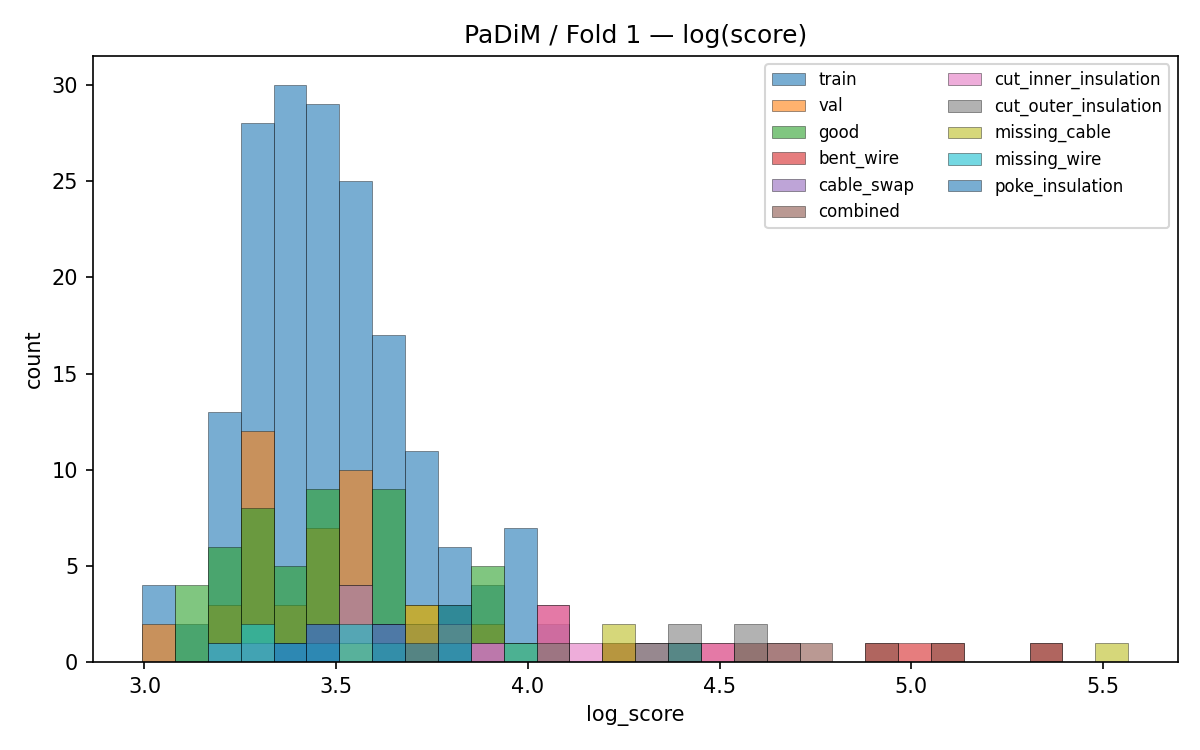 PaDiM / Fold 1 — log(score)
train
val
good
bent_wire
cable_swap
combined
cut_inner_insulation
cut_outer_insulation
missing_cable
missing_wire
poke_insulation
count
30
25
20
15
10
5
0
3.0 3.5 4.0 4.5 5.0 5.5
log_score